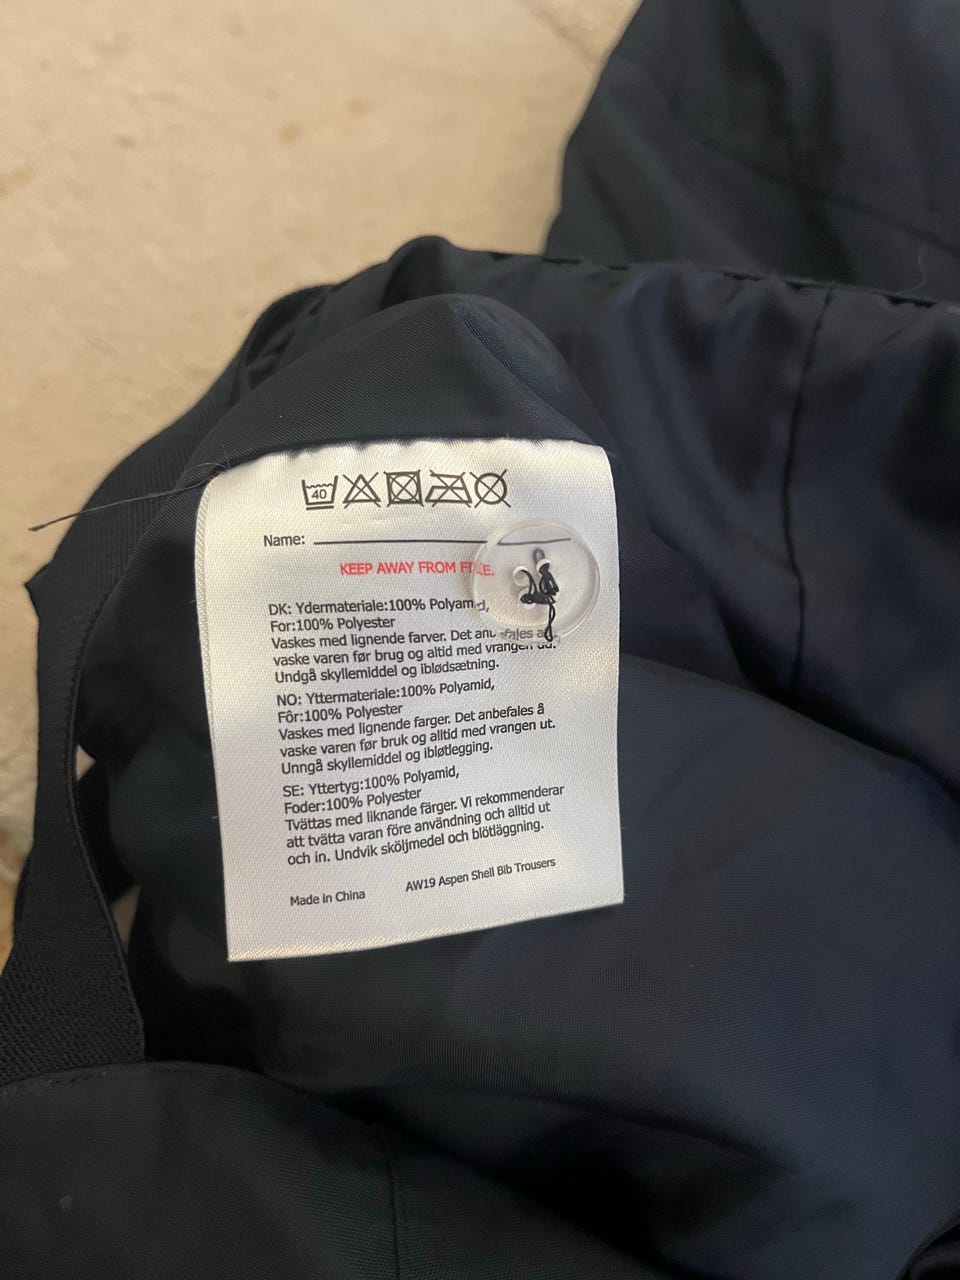 40
Name:
KEEP AWAY FROM FIRE.
DK: Ydermateriale:100% Polyamid,
For:100% Polyester
Vaskes med lignende farver. Det anbefales at
vaske varen før brug og altid med vrangen ud.
Undgå skyllemiddel og iblødsætning.
NO: Yttermateriale:100% Polyamid,
Fôr:100% Polyester
Vaskes med lignende farger. Det anbefales å
vaske varen før bruk og alltid med vrangen ut.
Unngå skyllemiddel og ibløtlegging.
SE: Yttertyg:100% Polyamid,
Foder:100% Polyester
Tvättas med liknande färger. Vi rekommenderar
att tvätta varan före användning och alltid ut
och in. Undvik sköljmedel och blötläggning.
Made in China AW19 Aspen Shell Bib Trousers